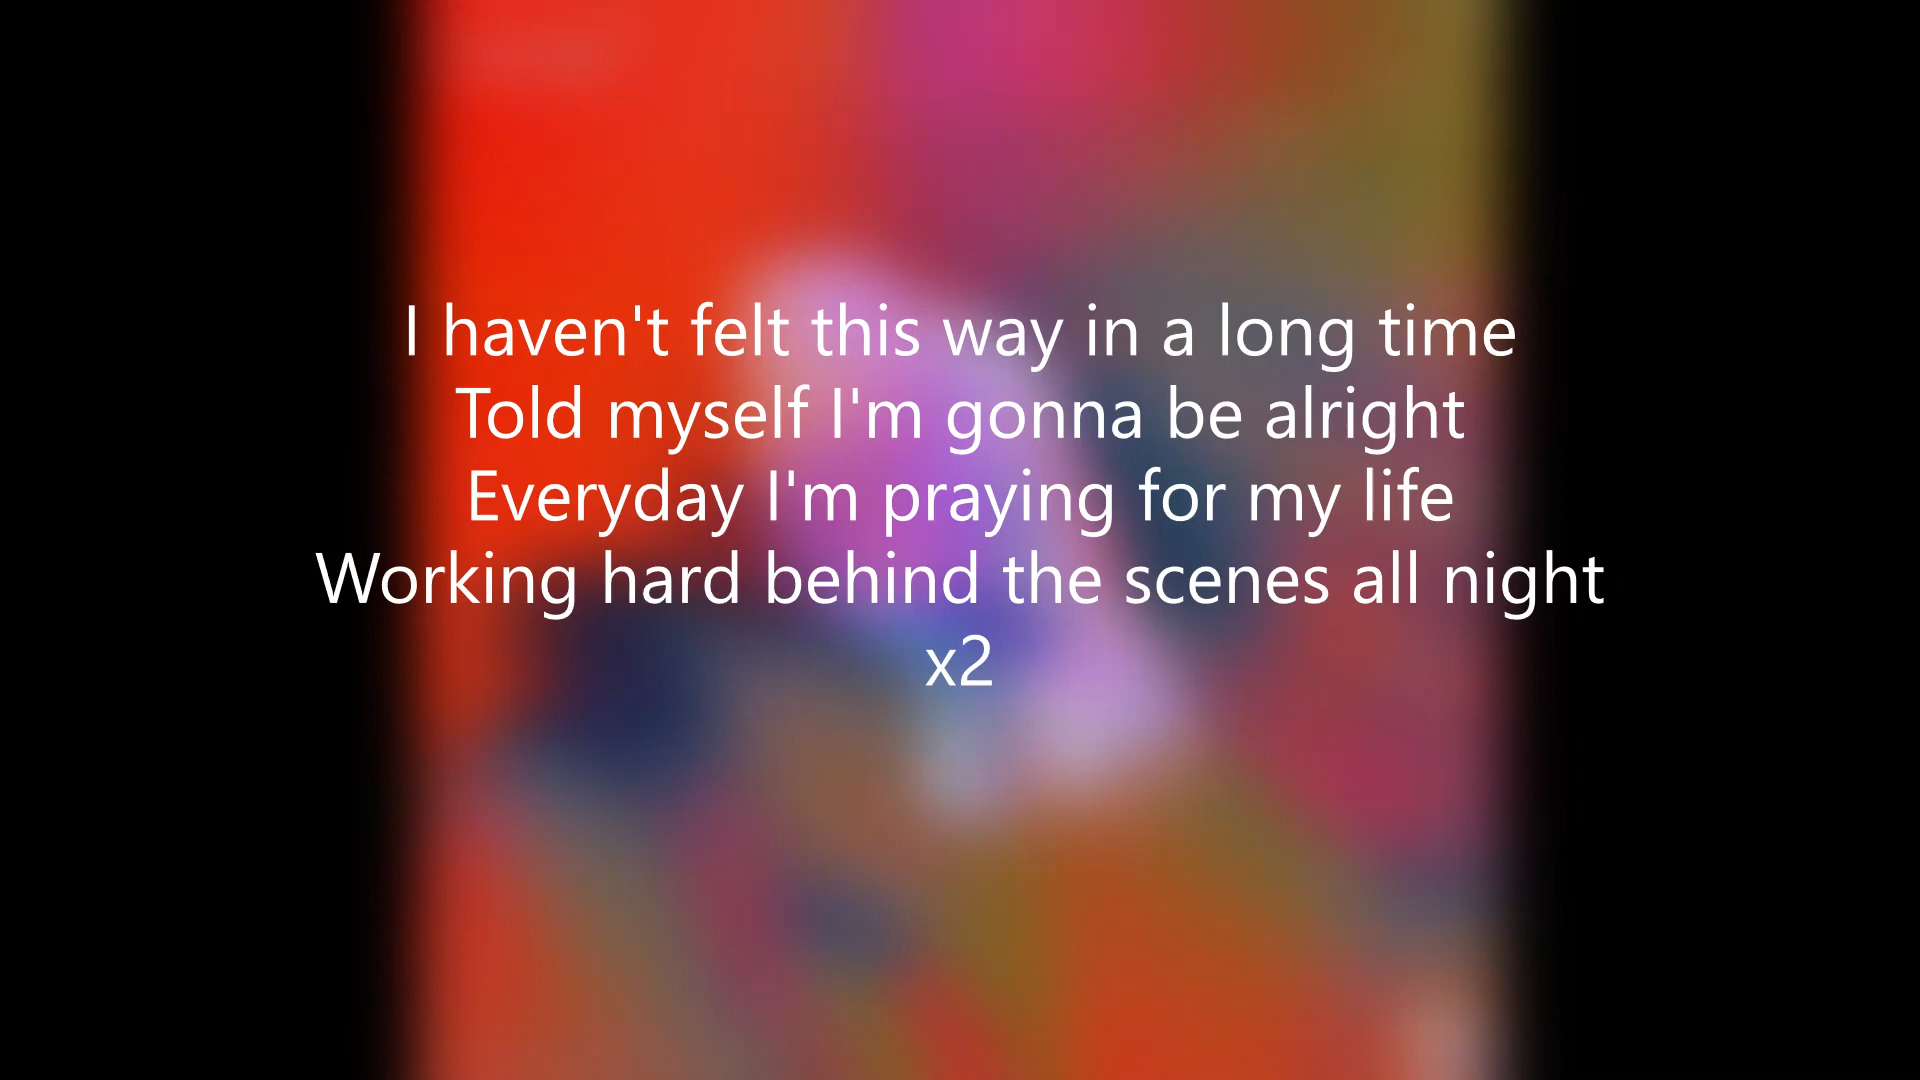 I haven't felt this way in a long time
Told myself I'm gonna be alright
Everyday I'm praying for my life
Working hard behind the scenes all night
x2